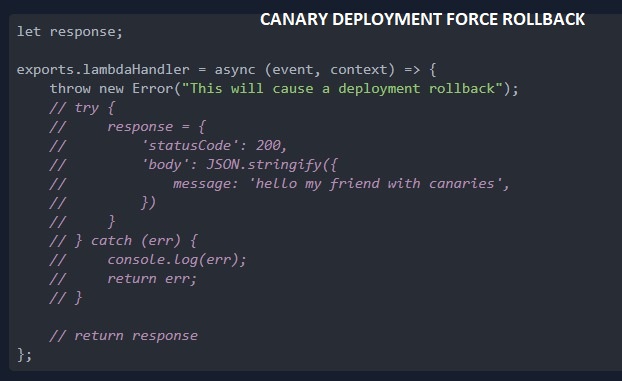 CANARY DEPLOYMENT FORCE ROLLBACK
let response;
exports.lambdaHandler = async (event, context) => {
    throw new Error("This will cause a deployment rollback");
    // try {
    //     response = {
    //         'statusCode': 200,
    //         'body': JSON.stringify({
    //             message: 'hello my friend with canaries',
    //         })
    //     }
    // } catch (err) {
    //     console.log(err);
    //     return err;
    // }
    // return response
};